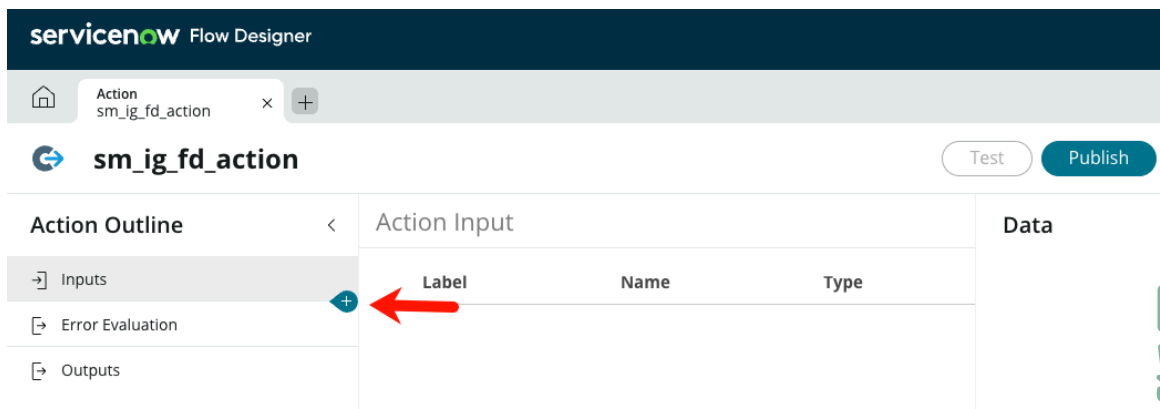 servicenow Flow Designer
Action
sm_ig_fd_action
sm_ig_fd_action
Test
Publish
Action Outline
Action Input
Data
Inputs
Label Name Type
Error Evaluation
Outputs